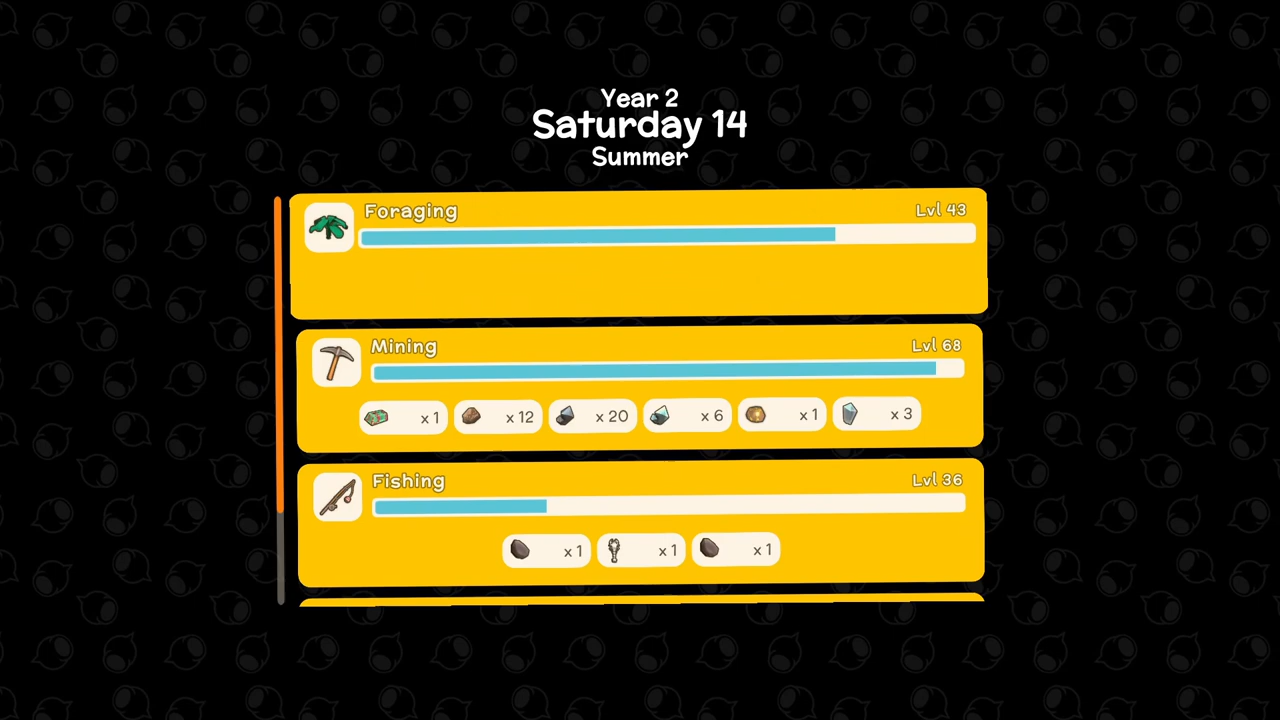 Year 2
Saturday 14
Summer
Foraging Lvl 43
Mining Lvl 68
x 1 x 12 x 20 x 6 x 1 x 3
Fishing Lvl 36
x 1 x 1 x 1